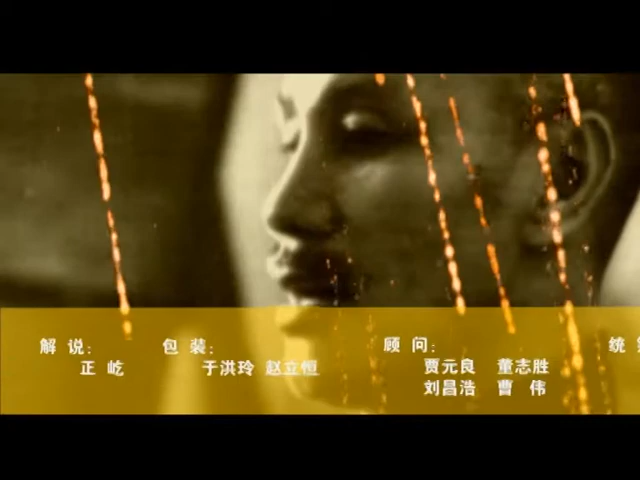 解 说:
正 屹
包 装:
于洪玲 赵立恒
顾 问:
贾元良 董志胜
刘昌浩 曹 伟
统